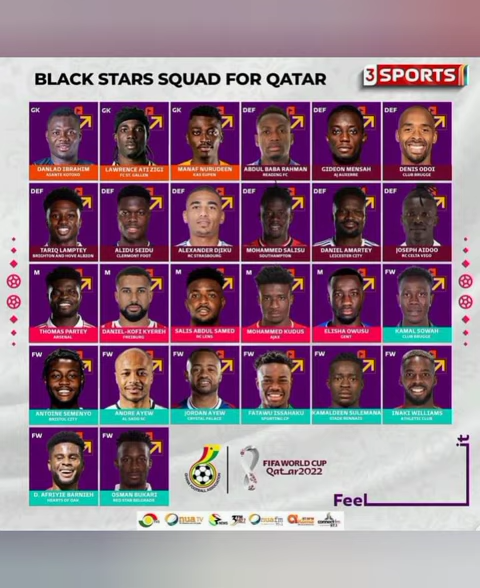 BLACK STARS SQUAD FOR QATAR
3 SPORTS
GK
DANLAD IBRAHIM
ASANTE KOTOKO
GK
LAWRENCE ATI ZIGI
FC ST. GALLEN
GK
MANAF NURUDEEN
KAS EUPEN
DEF
ABDUL BABA RAHMAN
READING FC
DEF
GIDEON MENSAH
AJ AUXERRE
DEF
DENIS ODOI
CLUB BRUGGE
DEF
TARIQ LAMPTEY
BRIGHTON AND HOVE ALBION
DEF
ALIDU SEIDU
CLERMONT FOOT
DEF
ALEXANDER DJIKU
RC STRASBOURG
DEF
MOHAMMED SALISU
SOUTHAMPTON
DEF
DANIEL AMARTEY
LEICESTER CITY
DEF
JOSEPH AIDOO
RC CELTA VIGO
M
THOMAS PARTEY
ARSENAL
M
DANIEL-KOFI KYEREH
FREIBURG
M
SALIS ABDUL SAMED
RC LENS
M
MOHAMMED KUDUS
AJAX
M
ELISHA OWUSU
GENT
FW
KAMAL SOWAH
CLUB BRUGGE
FW
ANTOINE SEMENYO
BRISTOL CITY
FW
ANDRE AYEW
AL SADD SC
FW
JORDAN AYEW
CRYSTAL PALACE
FW
FATAWU ISSAHAKU
SPORTING CP
FW
KAMALDEEN SULEMANA
STADE RENNAIS
FW
INAKI WILLIAMS
ATHLETIC CLUB
FW
D. AFRIYIE BARNIEH
HEARTS OF OAK
FW
OSMAN BUKARI
RED STAR BELGRADE
FIFA WORLD CUP
Qatar2022
Feel it